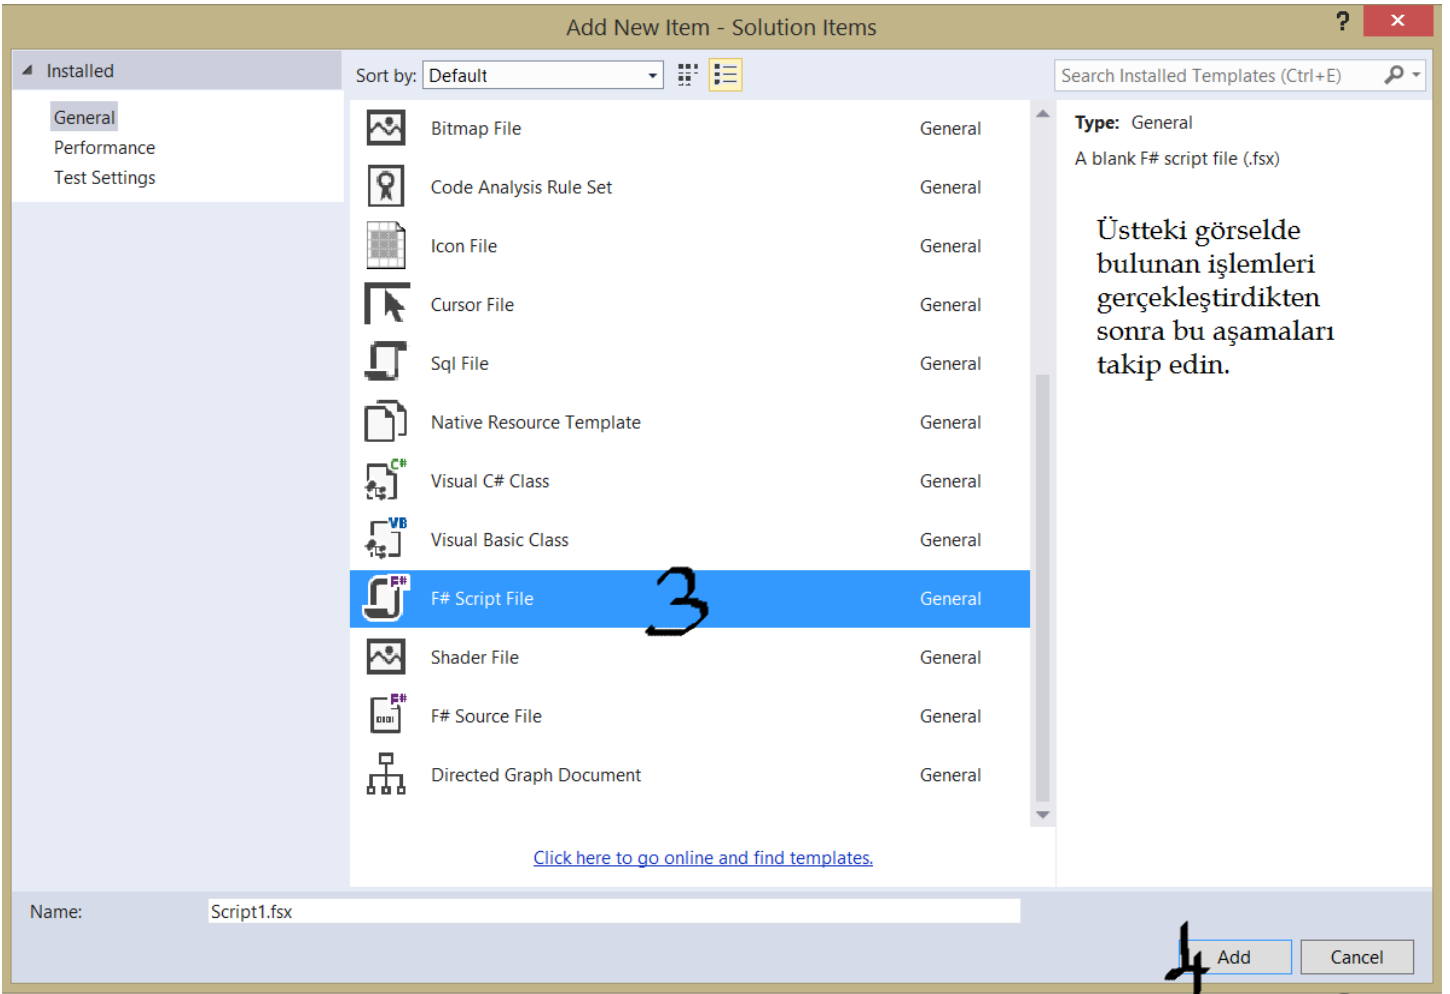 Add New Item - Solution Items
?
Installed
Sort by: Default
Search Installed Templates (Ctrl+E)
General
Performance
Test Settings
Bitmap File General
Code Analysis Rule Set General
Icon File General
Cursor File General
Sql File General
Native Resource Template General
C#
Visual C# Class General
VB
Visual Basic Class General
F#
F# Script File 3 General
Shader File General
F#
F# Source File General
Directed Graph Document General
Click here to go online and find templates.
Type: General
A blank F# script file (.fsx)
Üstteki görselde
bulunan işlemleri
gerçekleştirdikten
sonra bu aşamaları
takip edin.
Name: Script1.fsx
4 Add Cancel